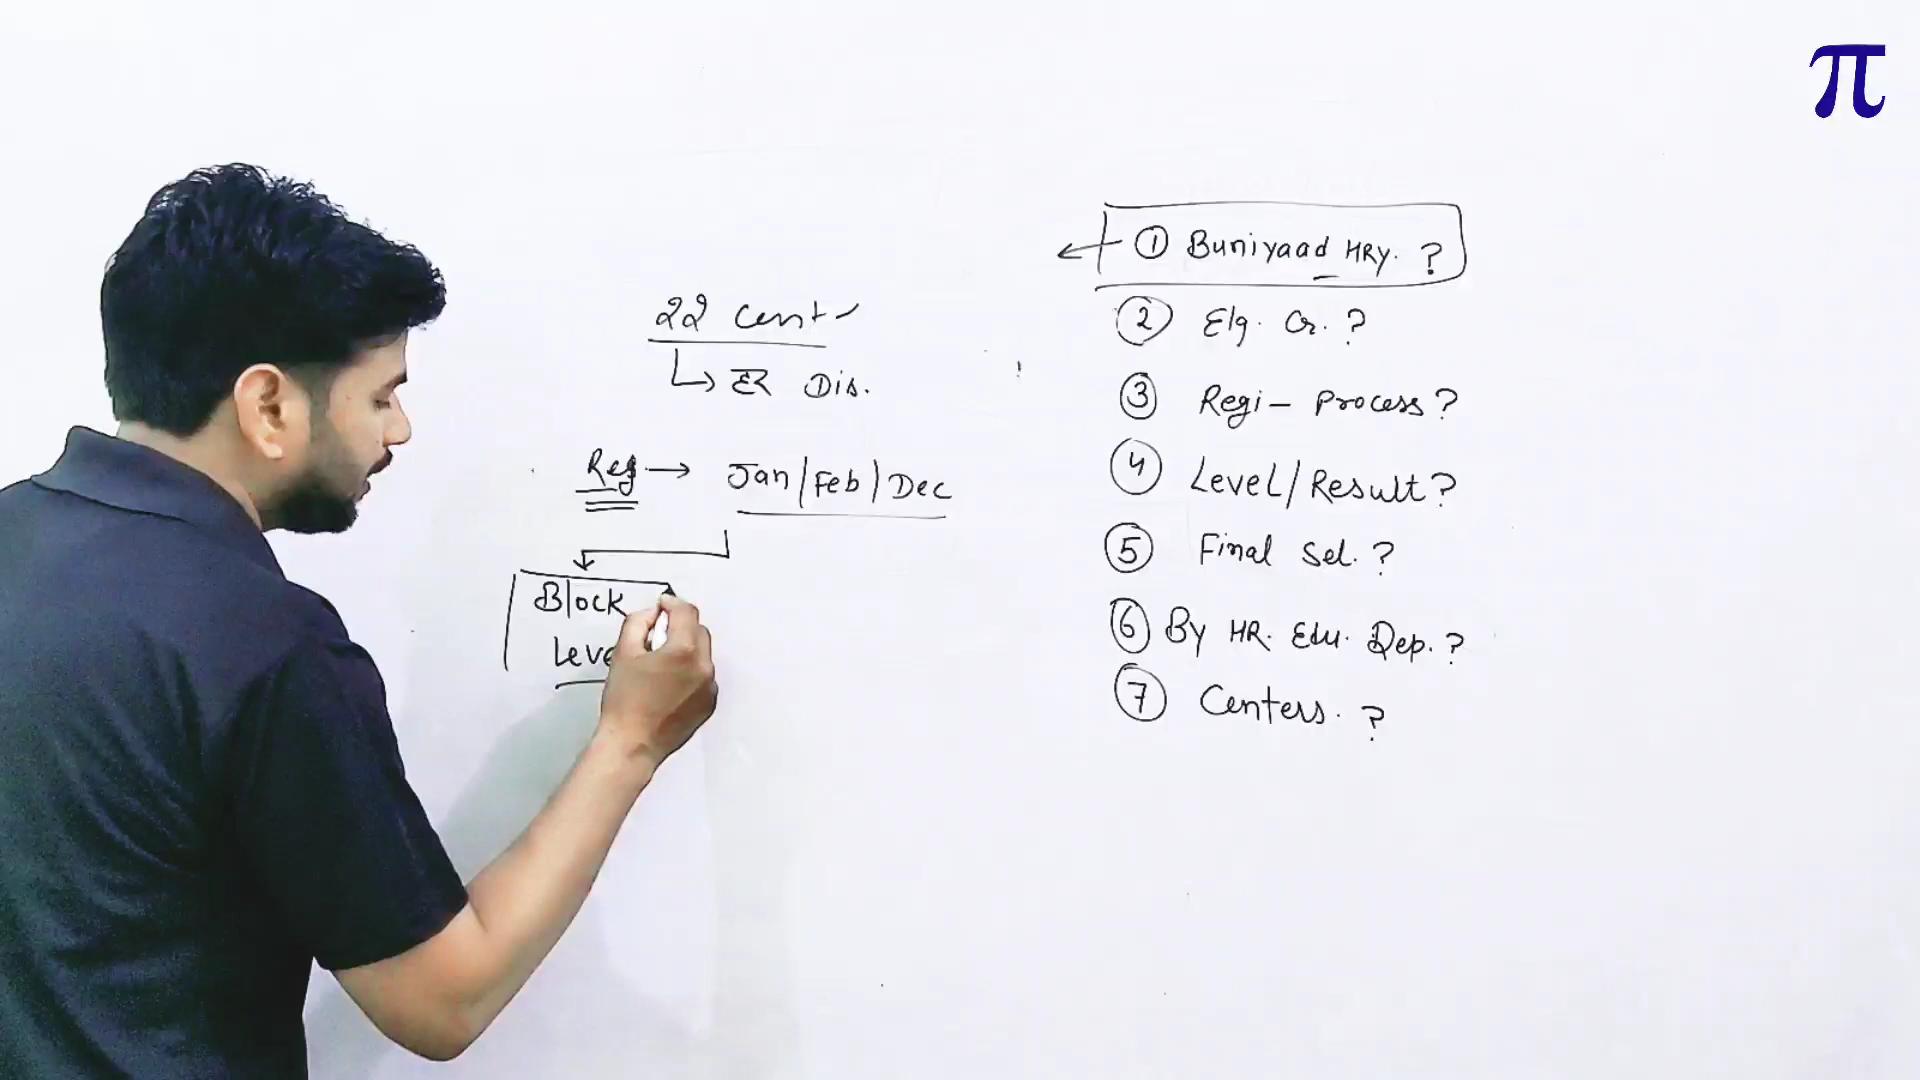 π
① Buniyaad HRY. ?
② Elg. Cr. ?
③ Regi- Process ?
④ Level/Result ?
⑤ Final Sel. ?
⑥ By HR. Edu. Dep. ?
⑦ Centers. ?
22 Cent
↳ हर Dis.
Reg. → Jan/Feb/Dec
Block